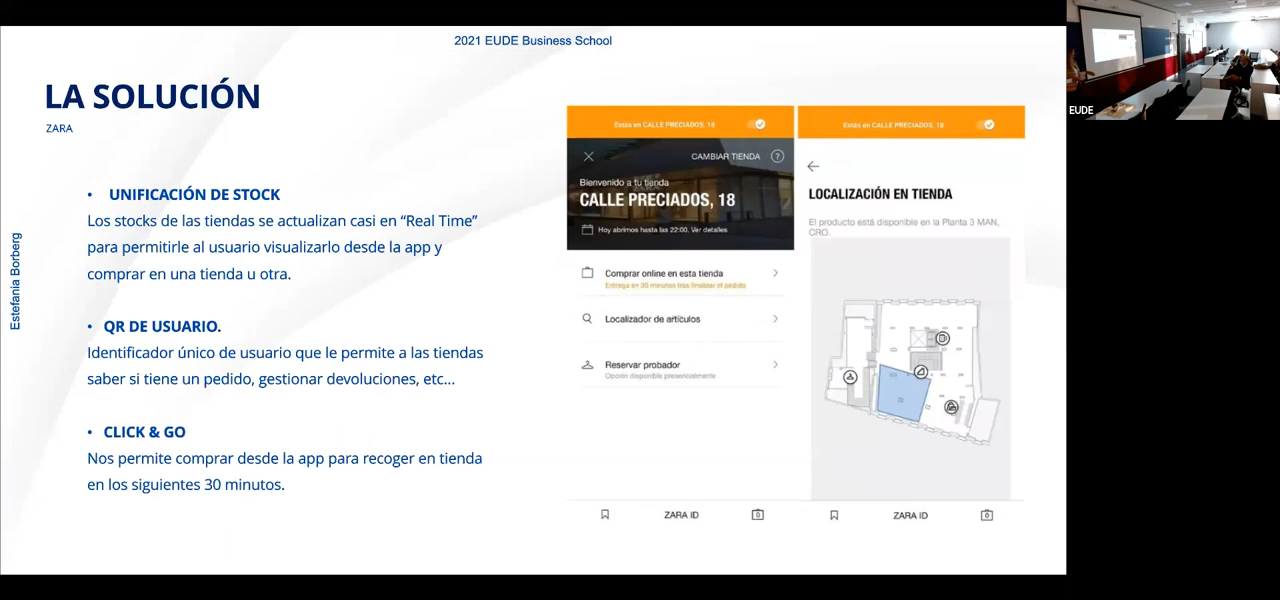 2021 EUDE Business School
LA SOLUCIÓN
ZARA
Estefania Borberg
• UNIFICACIÓN DE STOCK
Los stocks de las tiendas se actualizan casi en “Real Time”
para permitirle al usuario visualizarlo desde la app y
comprar en una tienda u otra.
• QR DE USUARIO.
Identificador único de usuario que le permite a las tiendas
saber si tiene un pedido, gestionar devoluciones, etc...
• CLICK & GO
Nos permite comprar desde la app para recoger en tienda
en los siguientes 30 minutos.
Estás en CALLE PRECIADOS, 18
CAMBIAR TIENDA ?
Bienvenido a tu tienda
CALLE PRECIADOS, 18
Hoy abrimos hasta las 22:00. Ver detalles
Comprar online en esta tienda
Entrega en 30 minutos tras finalizar el pedido
Localizador de artículos
Reservar probador
Opción disponible presencialmente
ZARA ID
0
Estás en CALLE PRECIADOS, 18
LOCALIZACIÓN EN TIENDA
El producto está disponible en la Planta 3 MAN,
CRO.
ZARA ID
0
EUDE